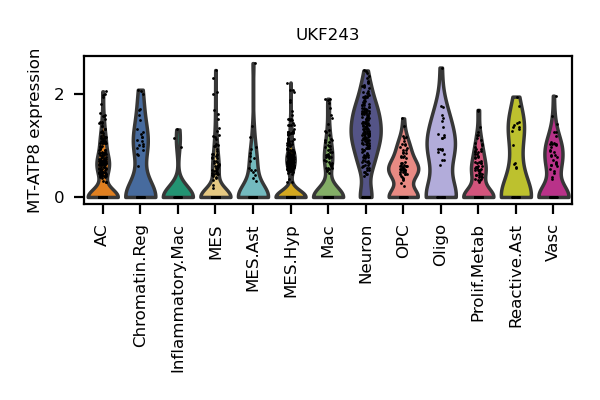 UKF243
MT-ATP8 expression
2
0
AC
Chromatin.Reg
Inflammatory.Mac
MES
MES.Ast
MES.Hyp
Mac
Neuron
OPC
Oligo
Prolif.Metab
Reactive.Ast
Vasc